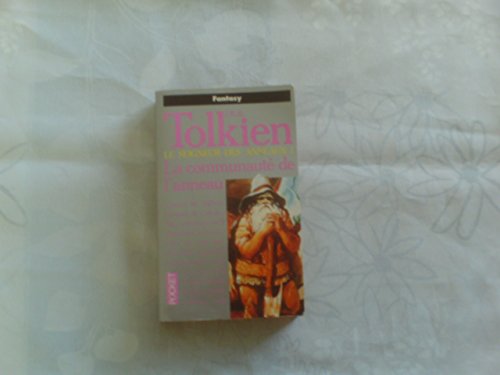 Fantasy
Tolkien
LE SEIGNEUR DES ANNEAUX
La communauté de
l'anneau
POCKET